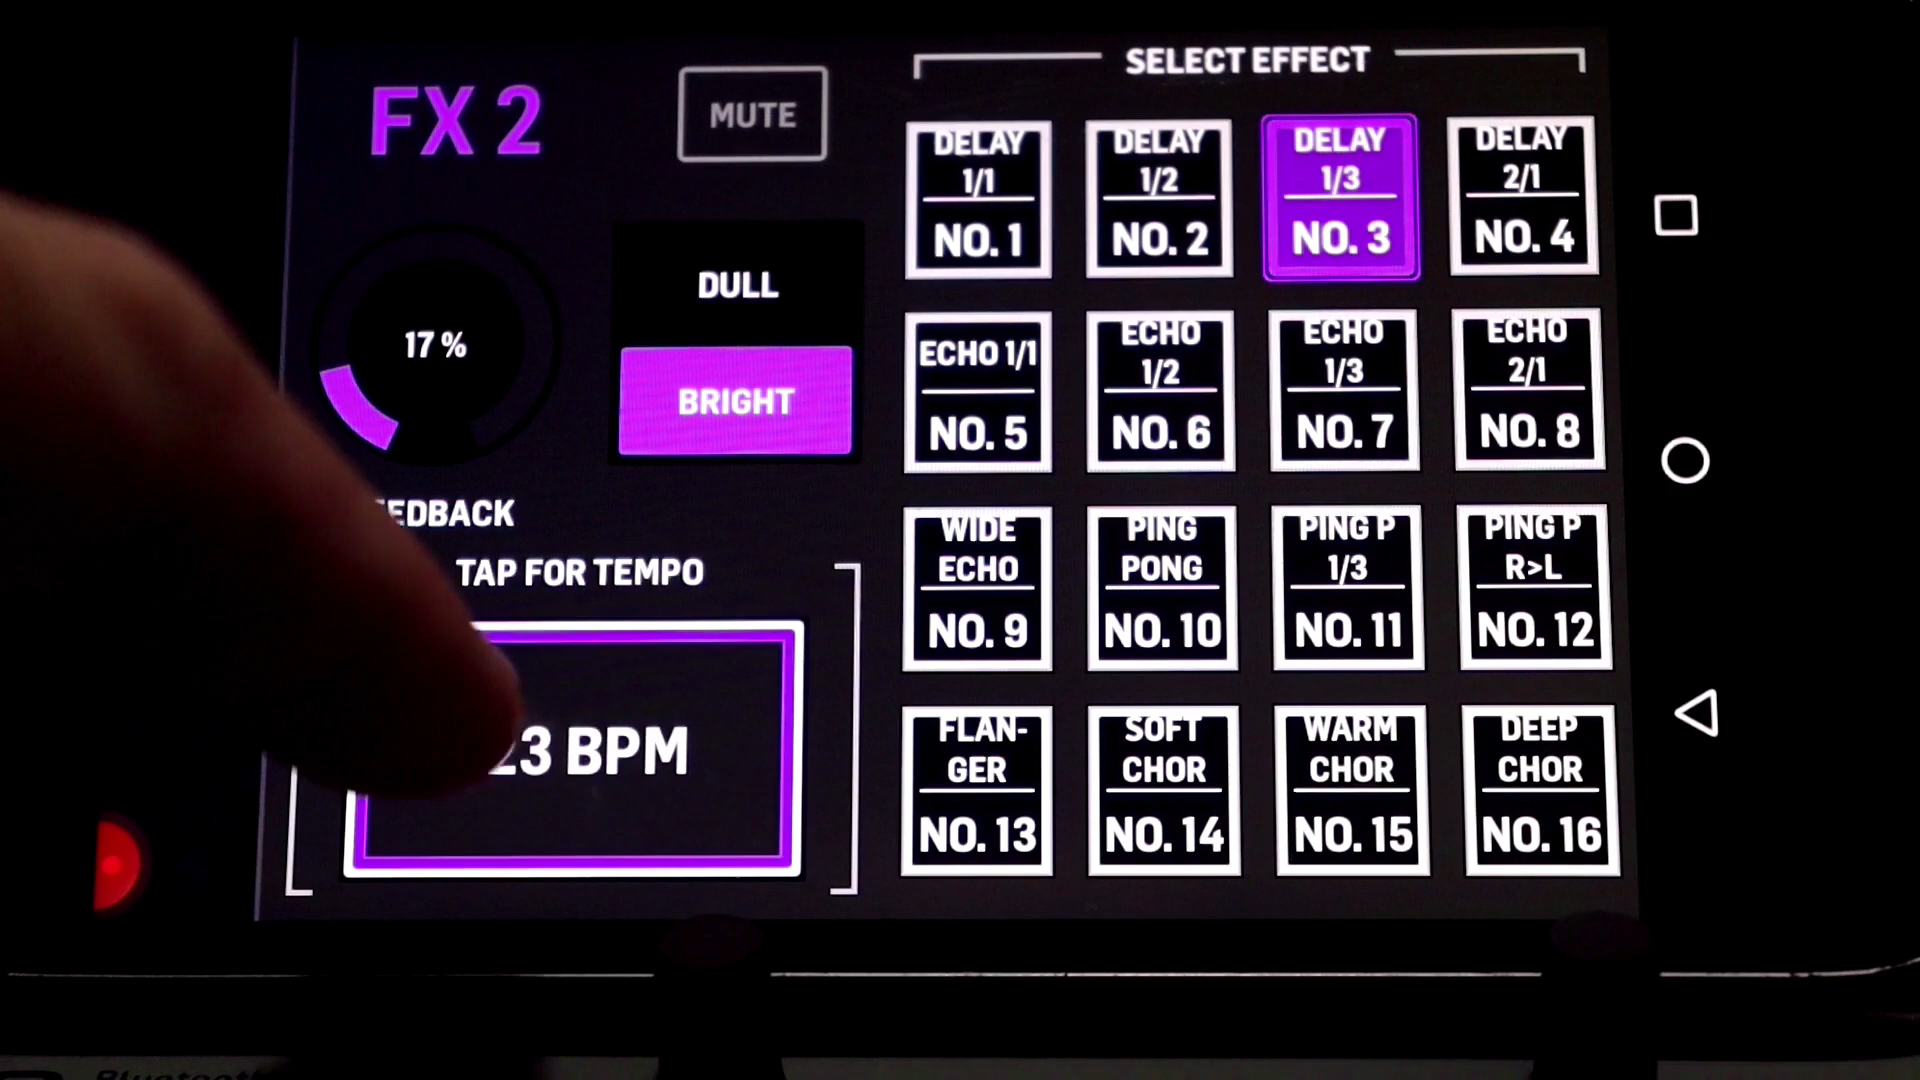 FX 2
MUTE
17 %
DULL
BRIGHT
TAP FOR TEMPO
BPM
SELECT EFFECT
DELAY
1/1
NO. 1
DELAY
1/2
NO. 2
DELAY
1/3
NO. 3
DELAY
2/1
NO. 4
ECHO 1/1
NO. 5
ECHO
1/2
NO. 6
ECHO
1/3
NO. 7
ECHO
2/1
NO. 8
WIDE
ECHO
NO. 9
PING
PONG
NO. 10
PING P
1/3
NO. 11
PING P
R>L
NO. 12
FLAN-
GER
NO. 13
SOFT
CHOR
NO. 14
WARM
CHOR
NO. 15
DEEP
CHOR
NO. 16